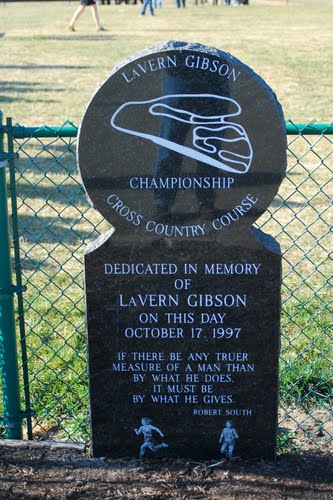 LAVERN GIBSON
CHAMPIONSHIP
CROSS COUNTRY COURSE
DEDICATED IN MEMORY
OF
LAVERN GIBSON
ON THIS DAY
OCTOBER 17, 1997
IF THERE BE ANY TRUER
MEASURE OF A MAN THAN
BY WHAT HE DOES,
IT MUST BE
BY WHAT HE GIVES.
ROBERT SOUTH